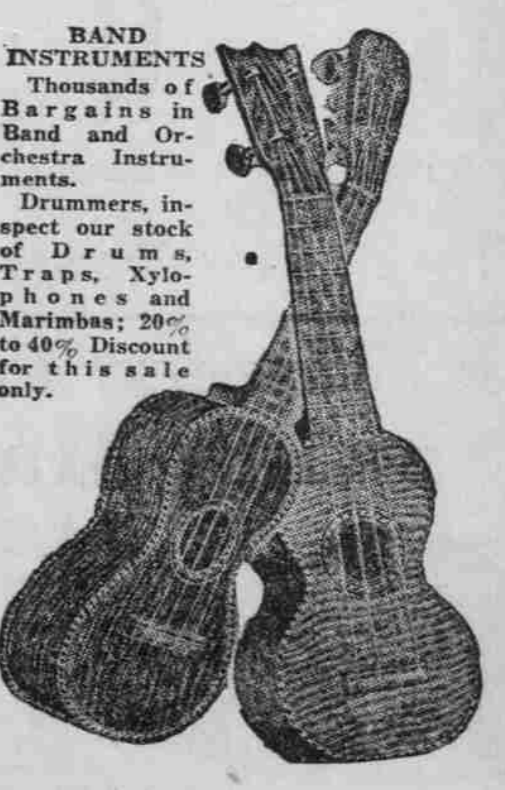 BAND
INSTRUMENTS
Thousands of
Bargains in
Band and Or-
chestra Instru-
ments.
Drummers, in-
spect our stock
of Drums,
Traps, Xylo-
phones and
Marimbas; 20%
to 40% Discount
for this sale
only.